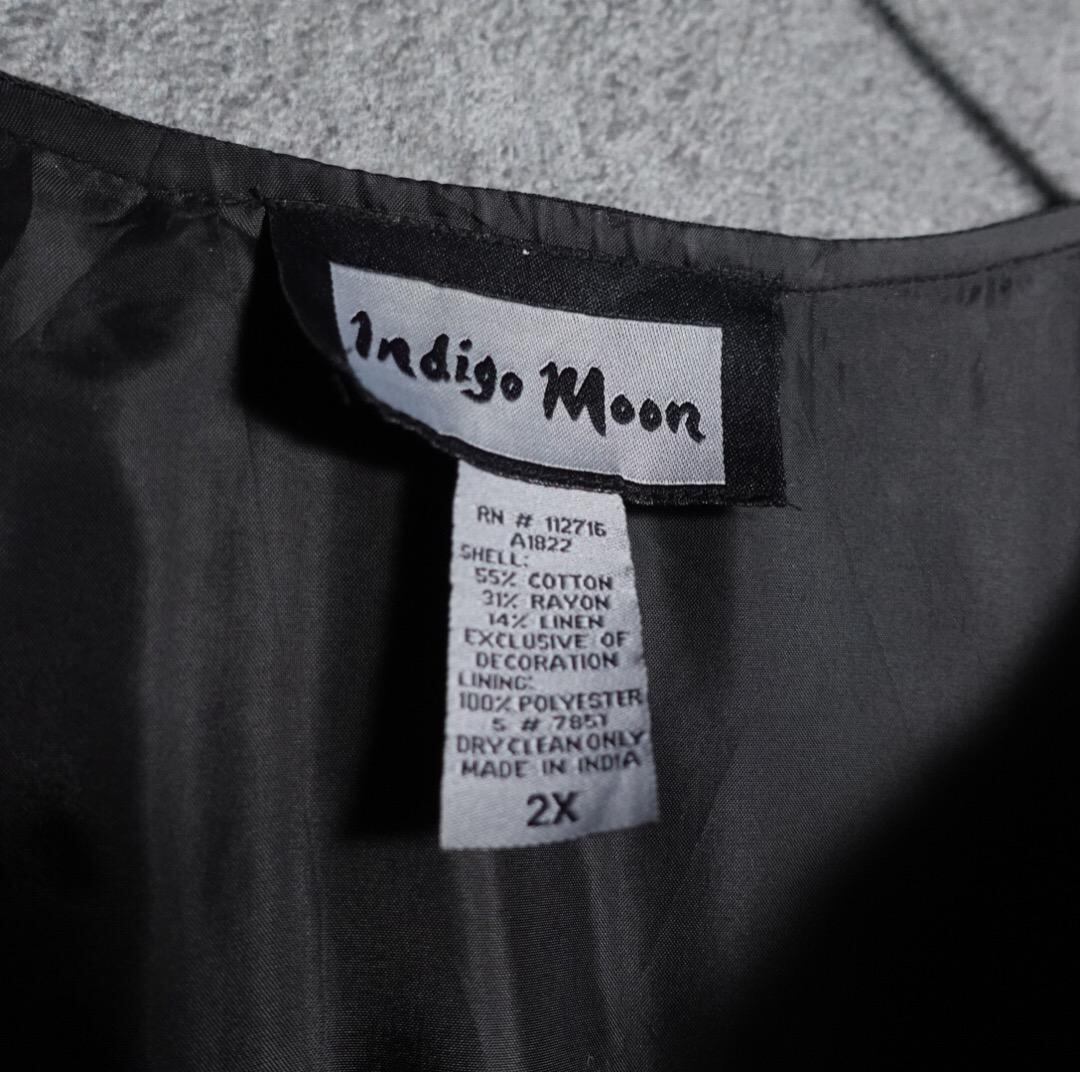 Indigo Moon
RN # 112716
A1822
SHELL:
55% COTTON
31% RAYON
14% LINEN
EXCLUSIVE OF
DECORATION
LINING:
100% POLYESTER
S # 7851
DRY CLEAN ONLY
MADE IN INDIA
2X